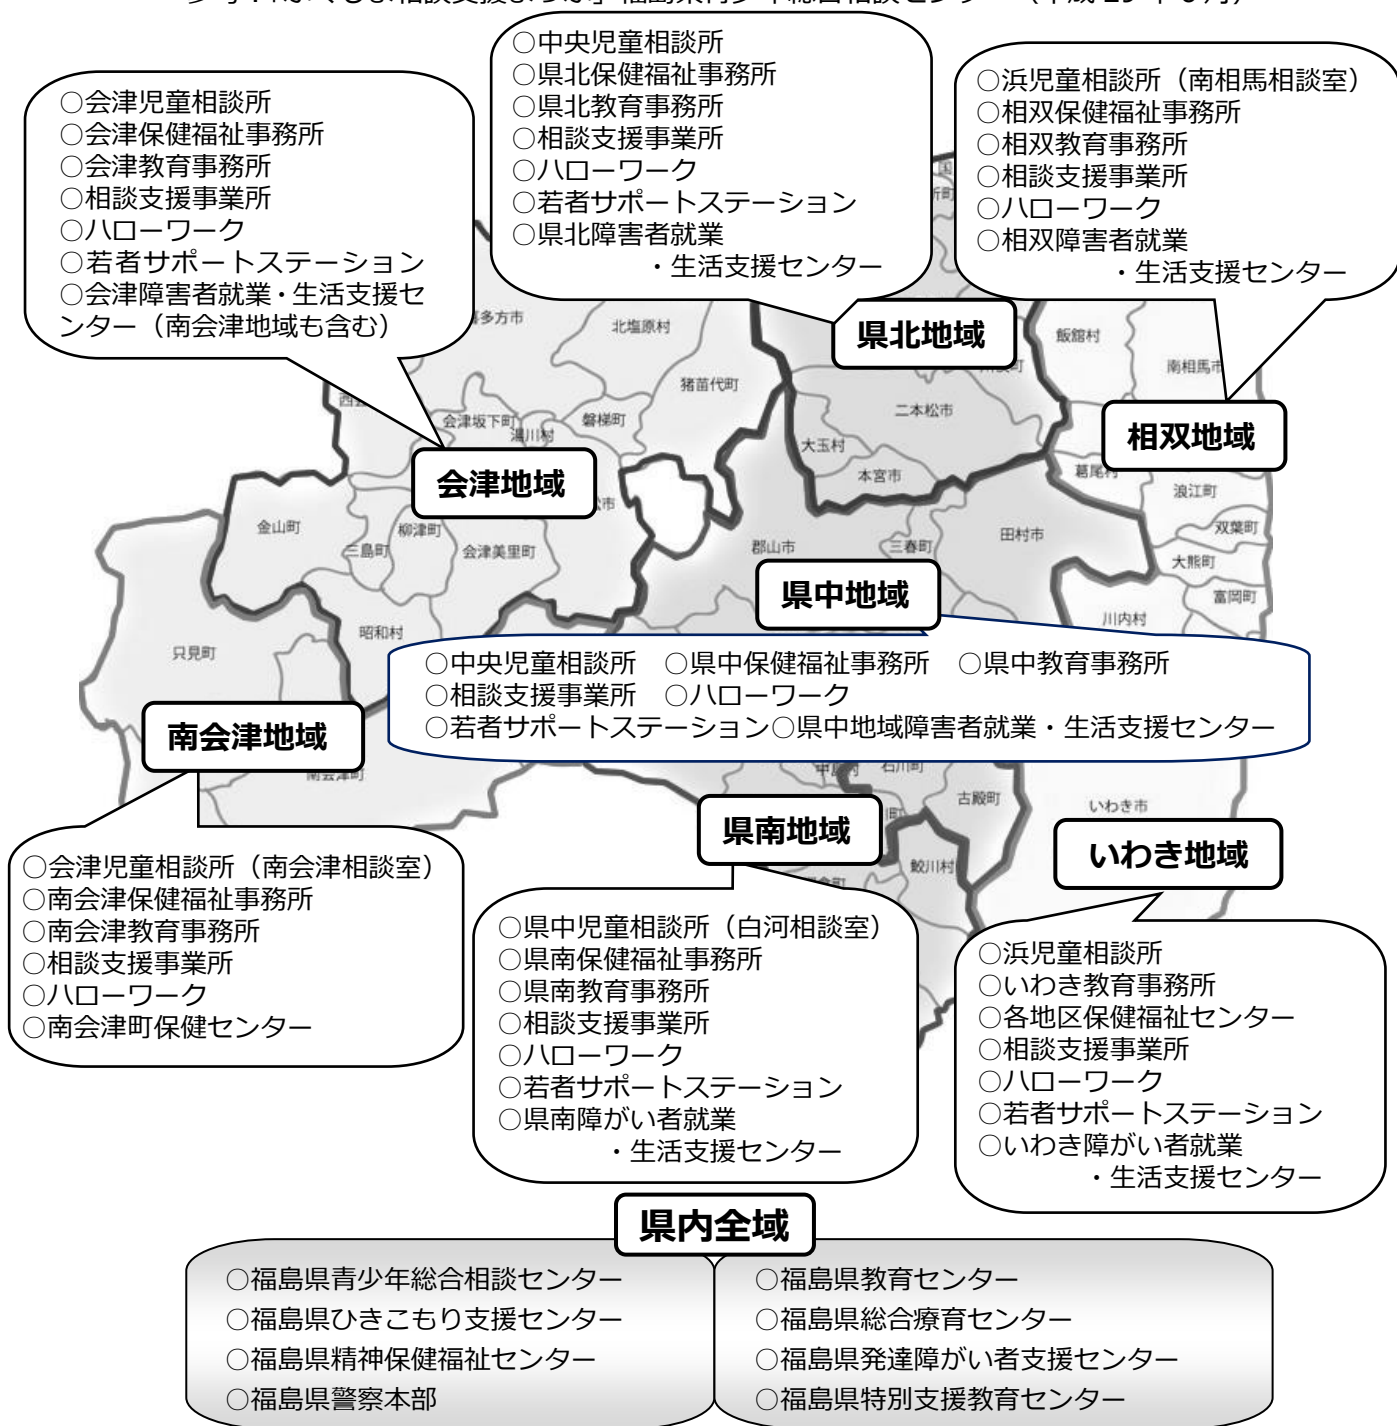 ○中央児童相談所
○県北保健福祉事務所
○県北教育事務所
○相談支援事業所
○ハローワーク
○若者サポートステーション
○県北障害者就業
・生活支援センター
○会津児童相談所
○会津保健福祉事務所
○会津教育事務所
○相談支援事業所
○ハローワーク
○若者サポートステーション
○会津障害者就業・生活支援セ
ンター（南会津地域も含む）
○浜児童相談所（南相馬相談室）
○相双保健福祉事務所
○相双教育事務所
○相談支援事業所
○ハローワーク
○相双障害者就業
・生活支援センター
県北地域
相双地域
会津地域
県中地域
南会津地域
県南地域
いわき地域
多方市
北塩原村
猪苗代町
磐梯町
会津坂下町
湯川村
金山町
三島町
柳津町
会津美里町
昭和村
只見町
南会津町
二本松市
大玉村
本宮市
郡山市
三春町
田村市
飯舘村
南相馬市
葛尾村
浪江町
双葉町
大熊町
富岡町
川内村
石川町
古殿町
鮫川村
いわき市
○中央児童相談所　○県中保健福祉事務所　○県中教育事務所
○相談支援事業所　○ハローワーク
○若者サポートステーション○県中地域障害者就業・生活支援センター
○会津児童相談所（南会津相談室）
○南会津保健福祉事務所
○南会津教育事務所
○相談支援事業所
○ハローワーク
○南会津町保健センター
○県中児童相談所（白河相談室）
○県南保健福祉事務所
○県南教育事務所
○相談支援事業所
○ハローワーク
○若者サポートステーション
○県南障がい者就業
・生活支援センター
○浜児童相談所
○いわき教育事務所
○各地区保健福祉センター
○相談支援事業所
○ハローワーク
○若者サポートステーション
○いわき障がい者就業
・生活支援センター
県内全域
○福島県青少年総合相談センター
○福島県ひきこもり支援センター
○福島県精神保健福祉センター
○福島県警察本部
○福島県教育センター
○福島県総合療育センター
○福島県発達障がい者支援センター
○福島県特別支援教育センター